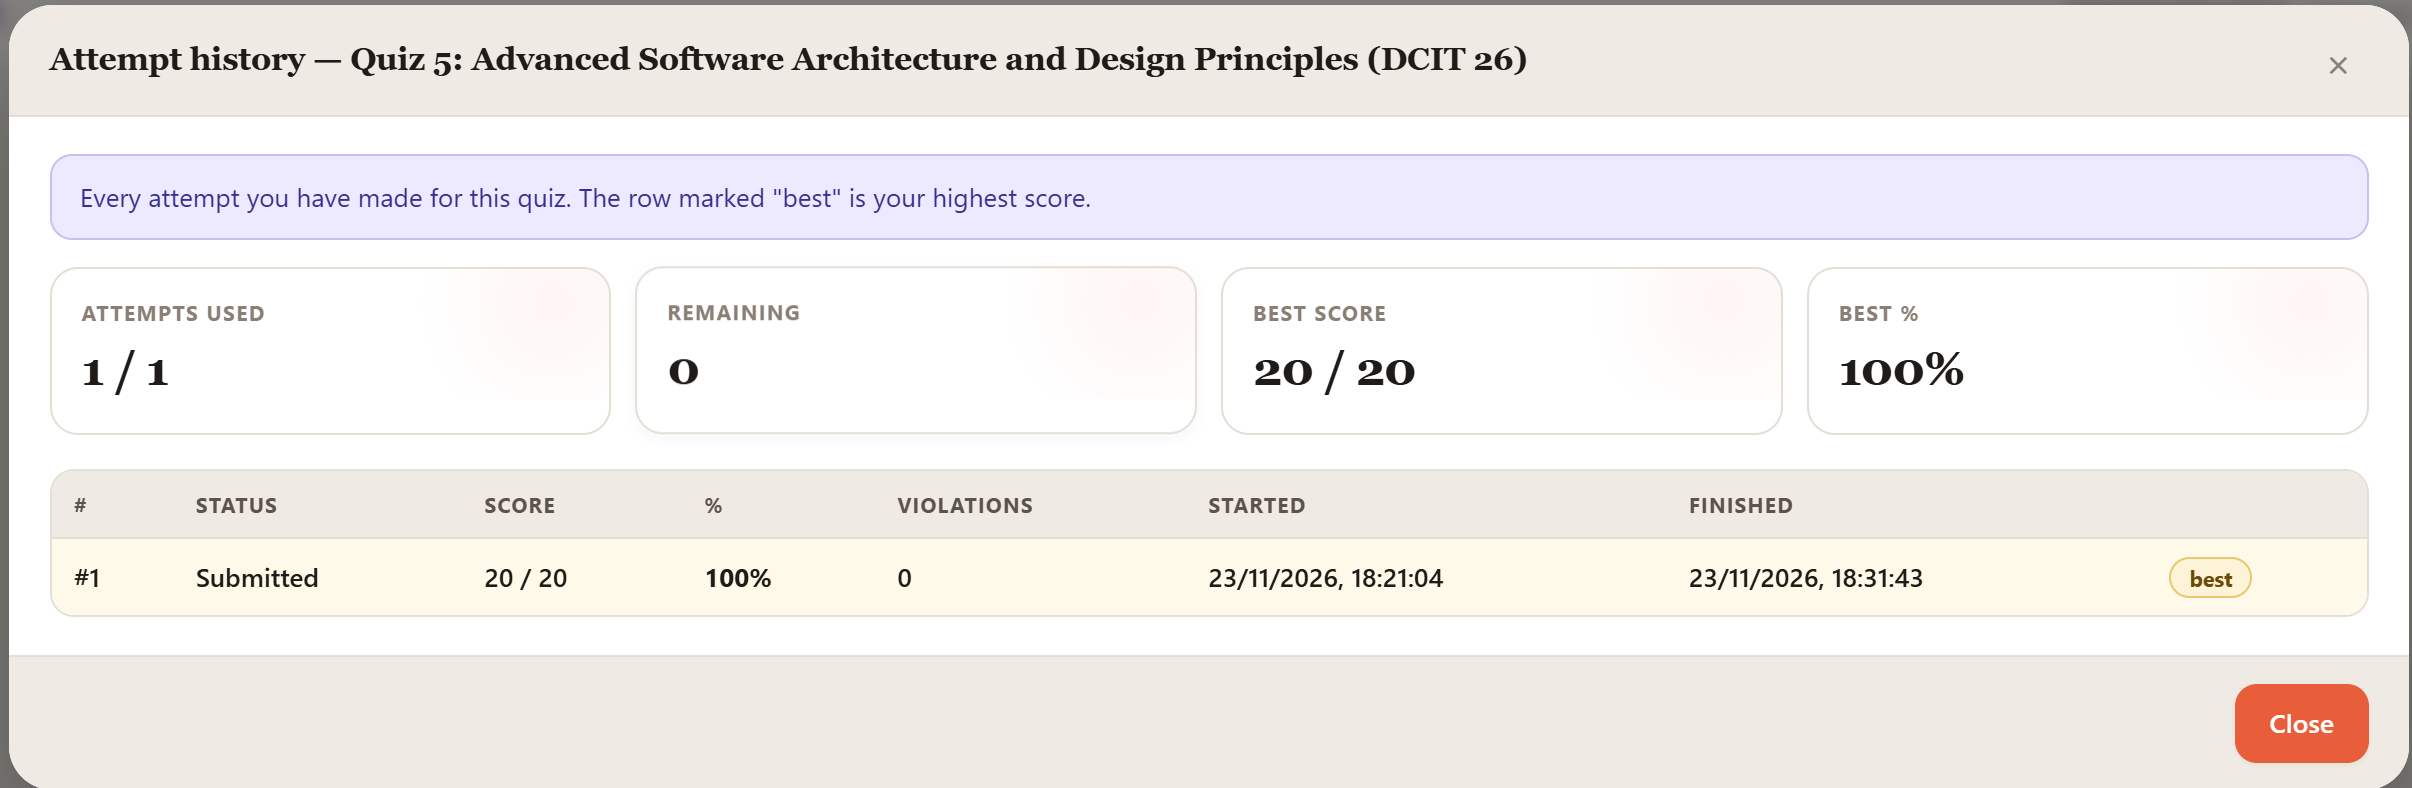 Attempt history — Quiz 5: Advanced Software Architecture and Design Principles (DCIT 26)
×
Every attempt you have made for this quiz. The row marked "best" is your highest score.
ATTEMPTS USED
1 / 1
REMAINING
0
BEST SCORE
20 / 20
BEST %
100%
# STATUS SCORE % VIOLATIONS STARTED FINISHED
#1 Submitted 20 / 20 100% 0 23/11/2026, 18:21:04 23/11/2026, 18:31:43 best
Close